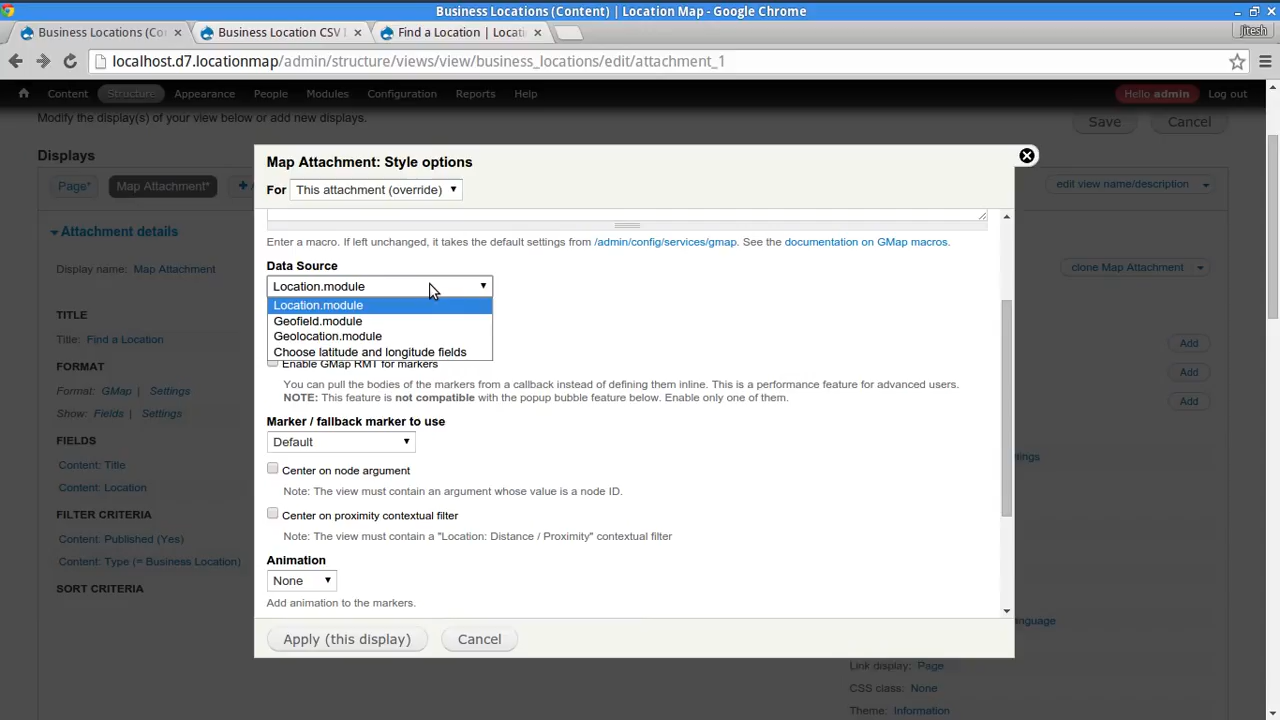 Business Locations (Content) | Location Map - Google Chrome
Business Locations (Co
Business Location CSV I
Find a Location | Locati
jitesh
localhost.d7.locationmap/admin/structure/views/view/business_locations/edit/attachment_1
Content Structure Appearance People Modules Configuration Reports Help Hello admin Log out
Modify the display(s) of your view below or add new displays.
Save Cancel
Displays
Page* Map Attachment* edit view name/description
Attachment details
Display name: Map Attachment
clone Map Attachment
TITLE
Title: Find a Location
FORMAT
Format: GMap | Settings
Show: Fields | Settings
FIELDS
Content: Title
Content: Location
FILTER CRITERIA
Content: Published (Yes)
Content: Type (= Business Location)
SORT CRITERIA
Map Attachment: Style options
For This attachment (override)
Enter a macro. If left unchanged, it takes the default settings from /admin/config/services/gmap. See the documentation on GMap macros.
Data Source
Location.module
Location.module
Geofield.module
Geolocation.module
Choose latitude and longitude fields
Enable GMap RMT for markers
You can pull the bodies of the markers from a callback instead of defining them inline. This is a performance feature for advanced users.
NOTE: This feature is not compatible with the popup bubble feature below. Enable only one of them.
Marker / fallback marker to use
Default
Center on node argument
Note: The view must contain an argument whose value is a node ID.
Center on proximity contextual filter
Note: The view must contain a "Location: Distance / Proximity" contextual filter
Animation
None
Add animation to the markers.
Apply (this display) Cancel
Add
Add
Add
ttings
nguage
Link display: Page
CSS class: None
Theme: Information